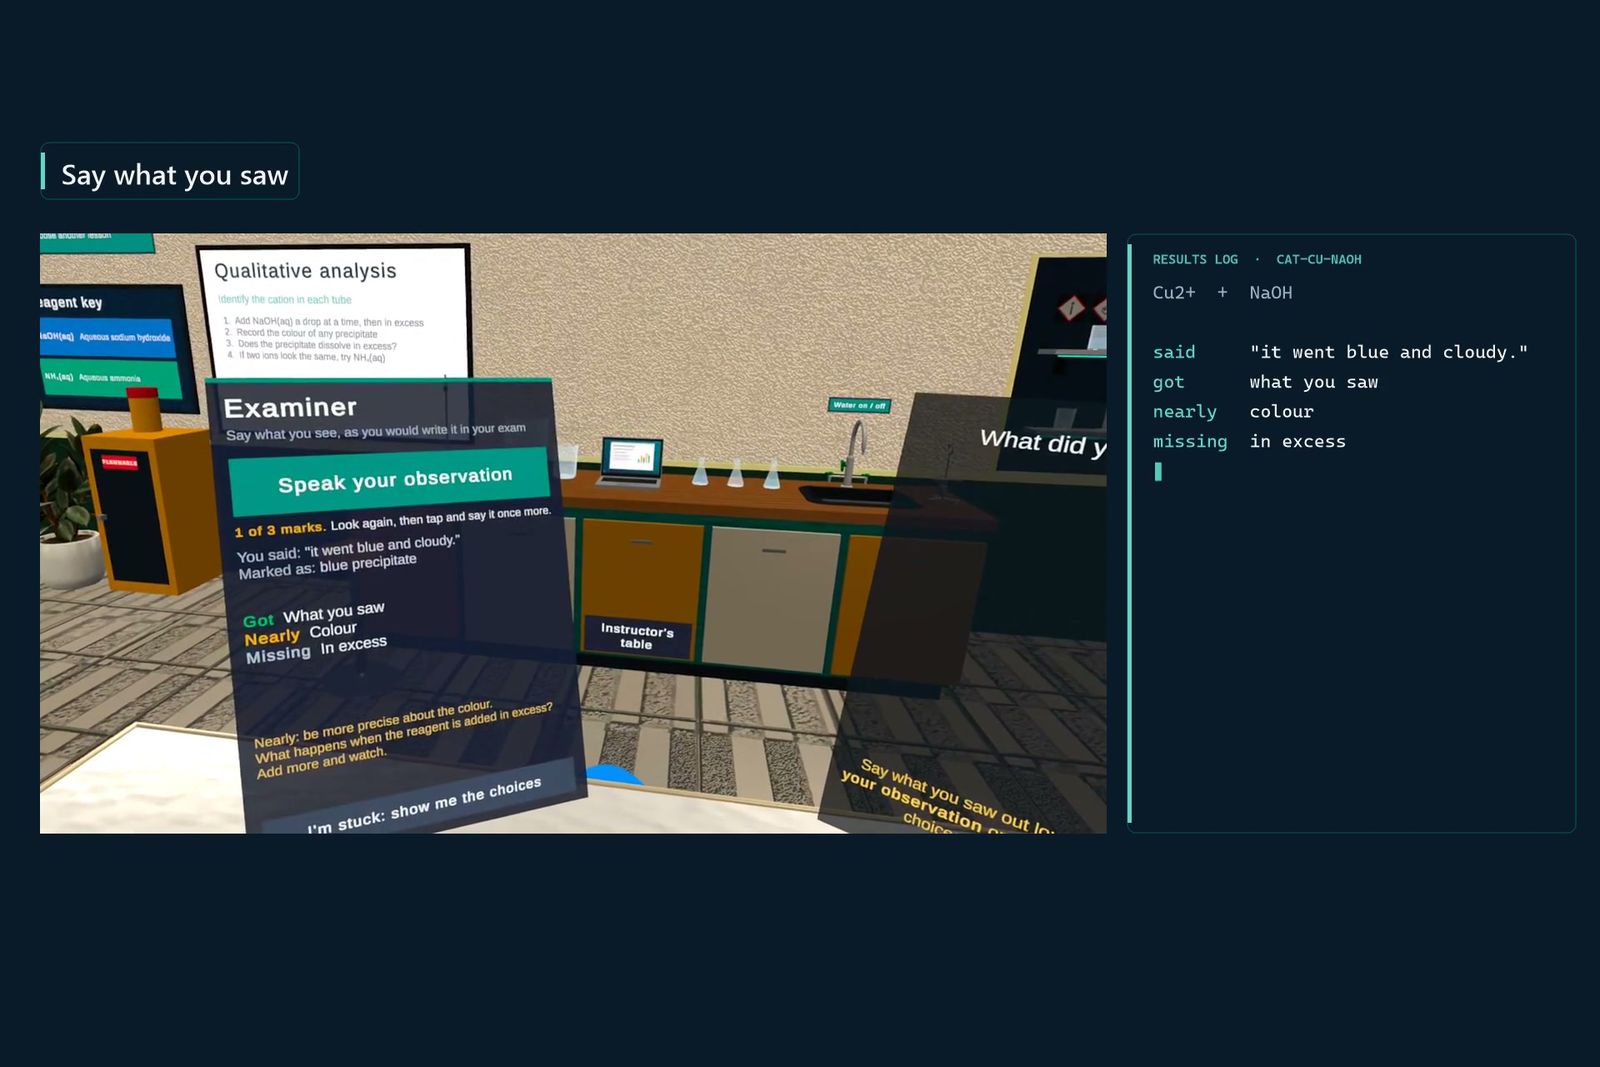 Say what you saw
another lesson
key
Aqueous sodium hydroxide
Aqueous ammonia
FLAMMABLE
Qualitative analysis
Identify the cation in each tube
1. Add NaOH(aq) a drop at a time, then in excess
2. Record the colour of any precipitate
3. Does the precipitate dissolve in excess?
4. If two ions look the same, try NH₃(aq)
Examiner
Say what you see, as you would write it in your exam
Speak your observation
1 of 3 marks. Look again, then tap and say it once more.
You said: "it went blue and cloudy."
Marked as: blue precipitate
Got What you saw
Nearly Colour
Missing In excess
Nearly: be more precise about the colour.
What happens when the reagent is added in excess?
Add more and watch.
I'm stuck: show me the choices
Instructor's
table
Water on / off
What did y
Say what you saw out
your observation
RESULTS LOG · CAT-CU-NAOH
Cu2+ + NaOH
said "it went blue and cloudy."
got what you saw
nearly colour
missing in excess